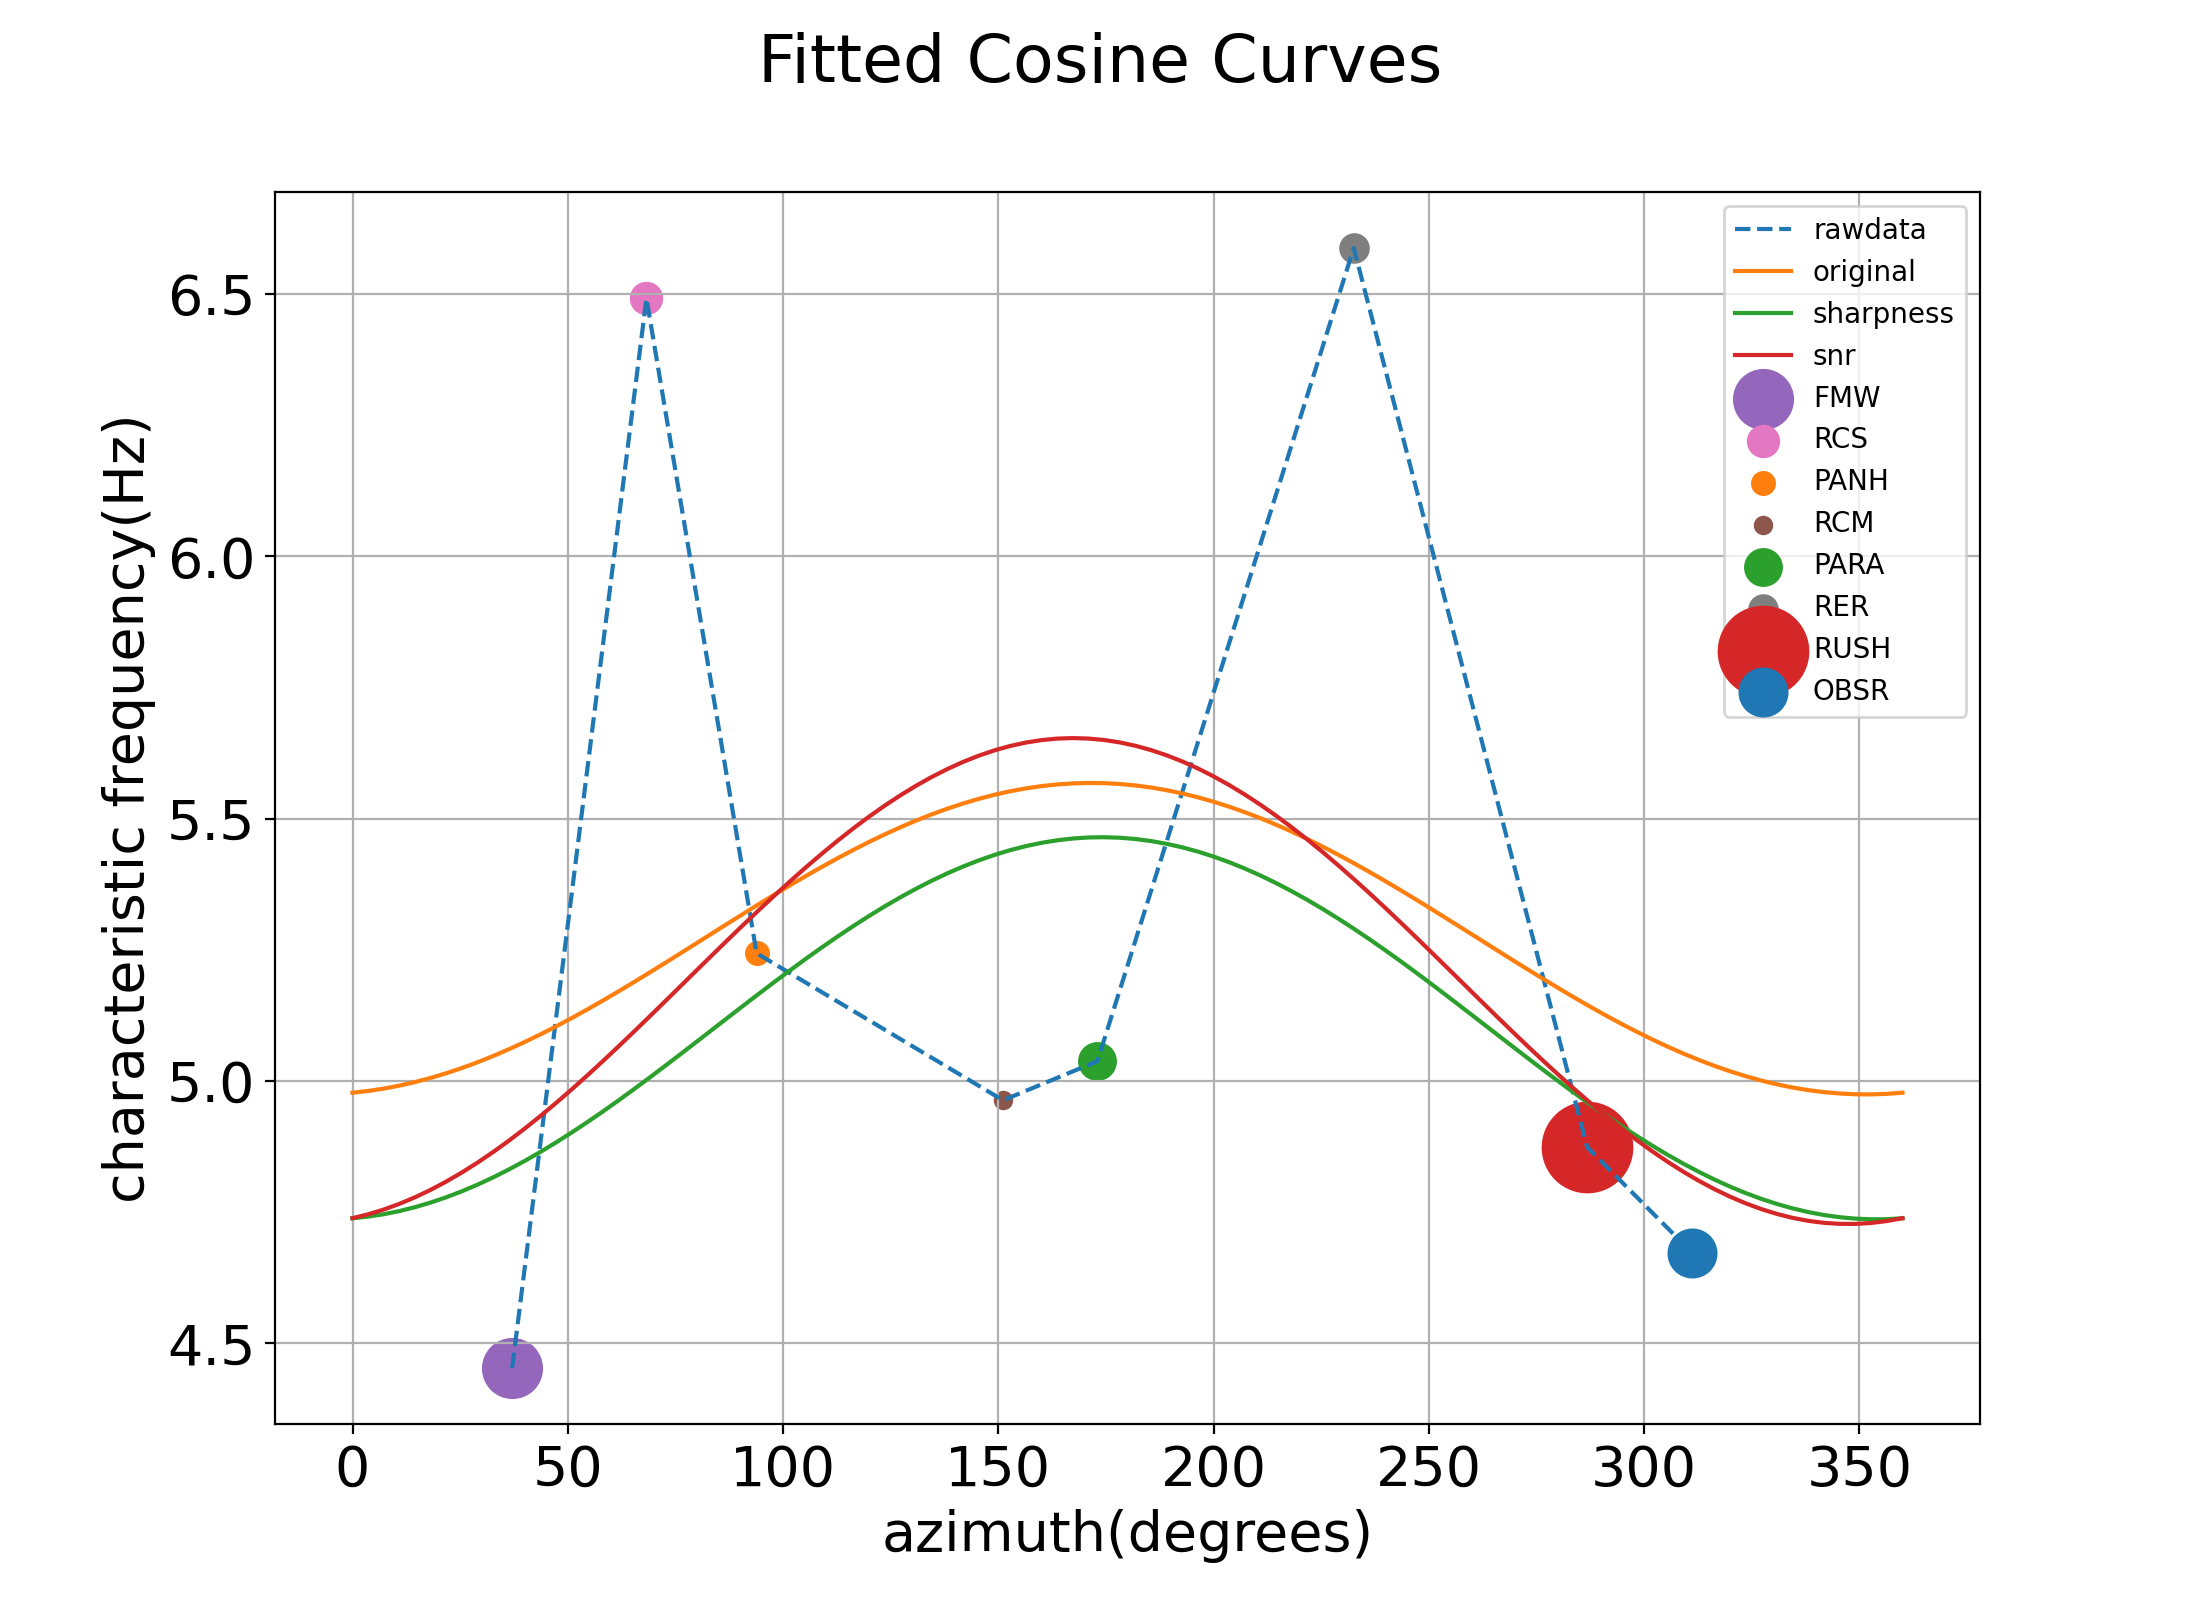 Fitted Cosine Curves
characteristic frequency(Hz)
6.5
6.0
5.5
5.0
4.5
rawdata
original
sharpness
snr
FMW
RCS
PANH
RCM
PARA
RER
RUSH
OBSR
0 50 100 150 200 250 300 350
azimuth(degrees)